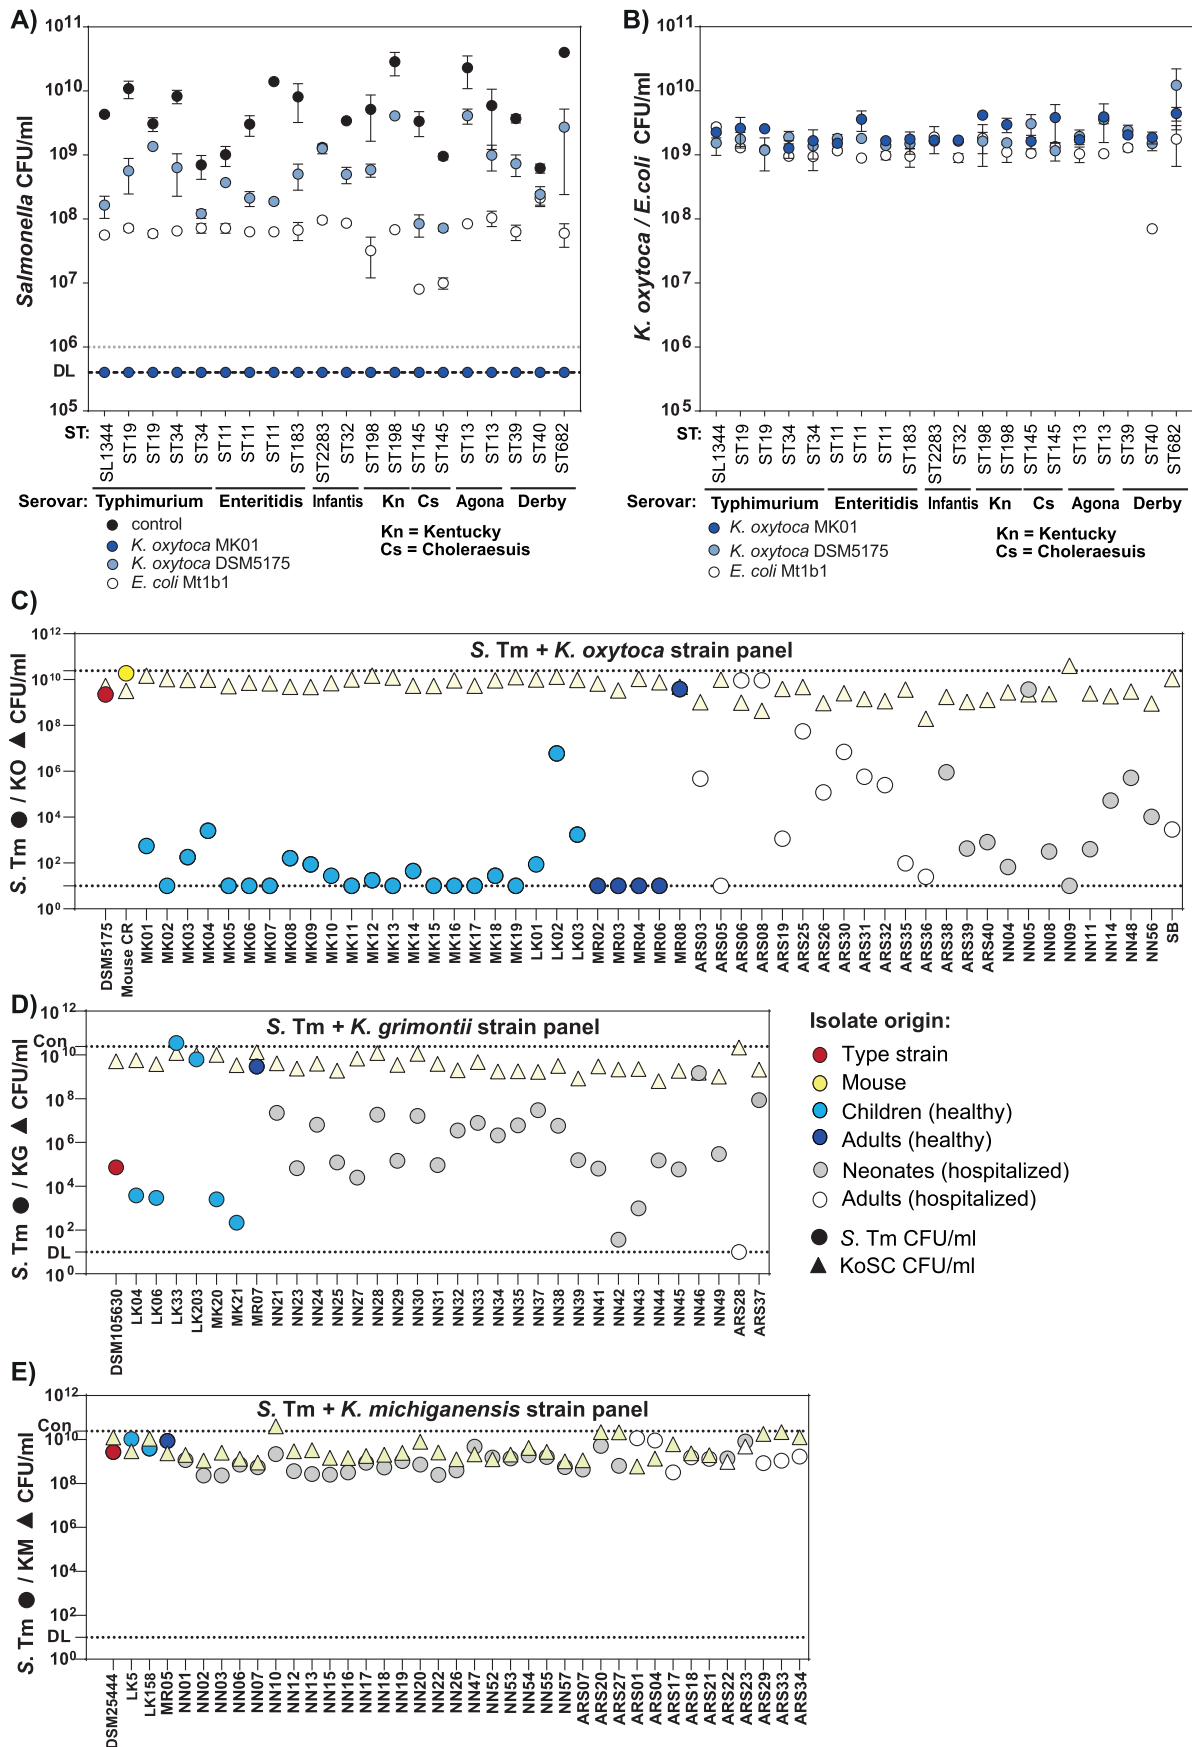 A)
Salmonella CFU/ml
10^11
10^10
10^9
10^8
10^7
10^6
DL
10^5
ST: SL1344 ST19 ST19 ST34 ST34 ST11 ST11 ST11 ST183 ST2283 ST32 ST198 ST198 ST145 ST145 ST13 ST13 ST39 ST40 ST682
Serovar: Typhimurium Enteritidis Infantis Kn Cs Agona Derby
control
K. oxytoca MK01
K. oxytoca DSM5175
E. coli Mt1b1
Kn = Kentucky
Cs = Choleraesuis
B)
K. oxytoca / E.coli CFU/ml
10^11
10^10
10^9
10^8
10^7
10^6
10^5
ST: SL1344 ST19 ST19 ST34 ST34 ST11 ST11 ST11 ST183 ST2283 ST32 ST198 ST198 ST145 ST145 ST13 ST13 ST39 ST40 ST682
Serovar: Typhimurium Enteritidis Infantis Kn Cs Agona Derby
K. oxytoca MK01
K. oxytoca DSM5175
E. coli Mt1b1
Kn = Kentucky
Cs = Choleraesuis
C)
S. Tm + K. oxytoca strain panel
S. Tm ● / KO ▲ CFU/ml
10^12
10^10
10^8
10^6
10^4
10^2
10^0
DSM5175 Mouse CR MK01 MK02 MK03 MK04 MK05 MK06 MK07 MK08 MK09 MK10 MK11 MK12 MK13 MK14 MK15 MK16 MK17 MK18 MK19 LK01 LK02 LK03 MR02 MR03 MR04 MR06 MR08 ARS03 ARS05 ARS06 ARS08 ARS19 ARS25 ARS26 ARS30 ARS31 ARS32 ARS35 ARS36 ARS38 ARS39 ARS40 NN04 NN05 NN08 NN09 NN11 NN14 NN48 NN56 SB
D)
S. Tm + K. grimontii strain panel
S. Tm ● / KG ▲ CFU/ml
10^12
Con
10^10
10^8
10^6
10^4
10^2
DL
10^0
DSM105630 LK04 LK06 LK33 LK203 MK20 MK21 MR07 NN21 NN23 NN24 NN25 NN27 NN28 NN29 NN30 NN31 NN32 NN33 NN34 NN35 NN37 NN38 NN39 NN41 NN42 NN43 NN44 NN45 NN46 NN49 ARS28 ARS37
Isolate origin:
Type strain
Mouse
Children (healthy)
Adults (healthy)
Neonates (hospitalized)
Adults (hospitalized)
S. Tm CFU/ml
KoSC CFU/ml
E)
S. Tm + K. michiganensis strain panel
S. Tm ● / KM ▲ CFU/ml
10^12
Con
10^10
10^8
10^6
10^4
10^2
DL
10^0
DSM25444 LK5 LK158 MR05 NN01 NN02 NN03 NN06 NN07 NN10 NN12 NN13 NN15 NN16 NN17 NN18 NN19 NN20 NN22 NN26 NN47 NN52 NN53 NN54 NN55 NN57 ARS07 ARS20 ARS27 ARS01 ARS04 ARS17 ARS18 ARS21 ARS22 ARS23 ARS29 ARS33 ARS34